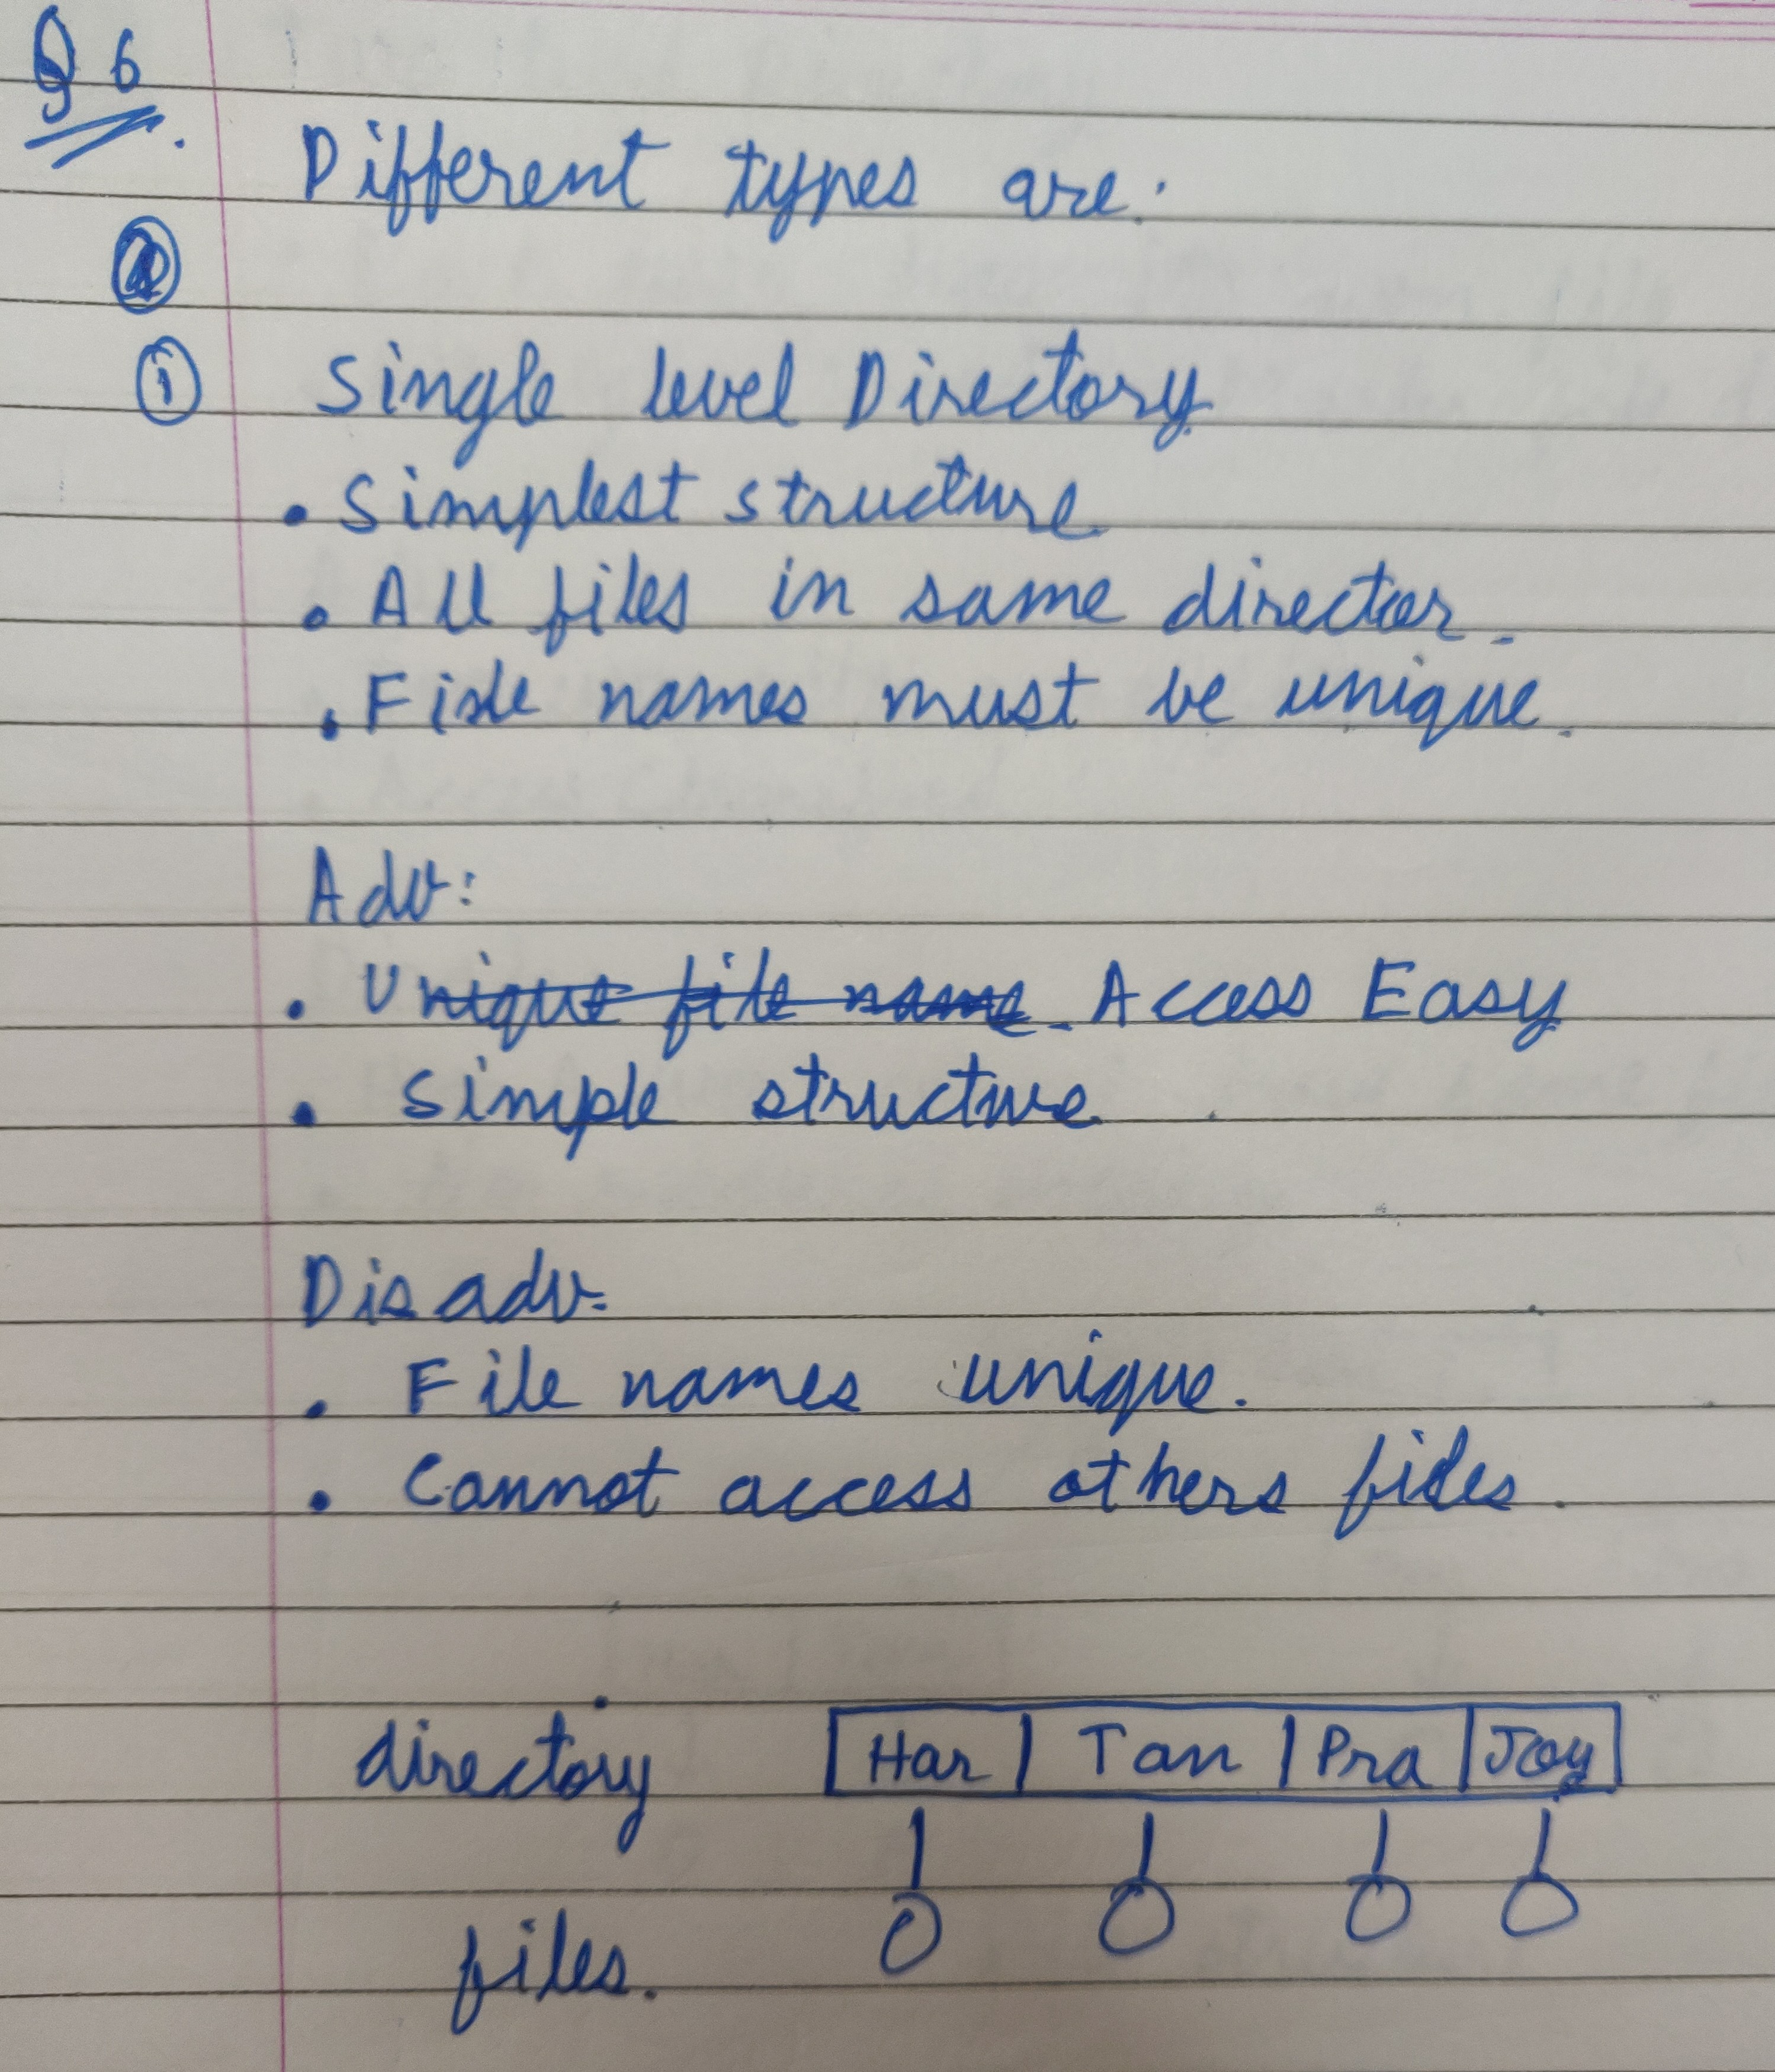 Q 6.
Different types are:
i Single level Directory
• Simplest structure
• All files in same director.
• File names must be unique.
Adv:
• Unique file name. Access Easy
• Simple structure
Disadv:
• File names unique.
• Cannot access others files.
directory Har Tan Pra Joy
files.